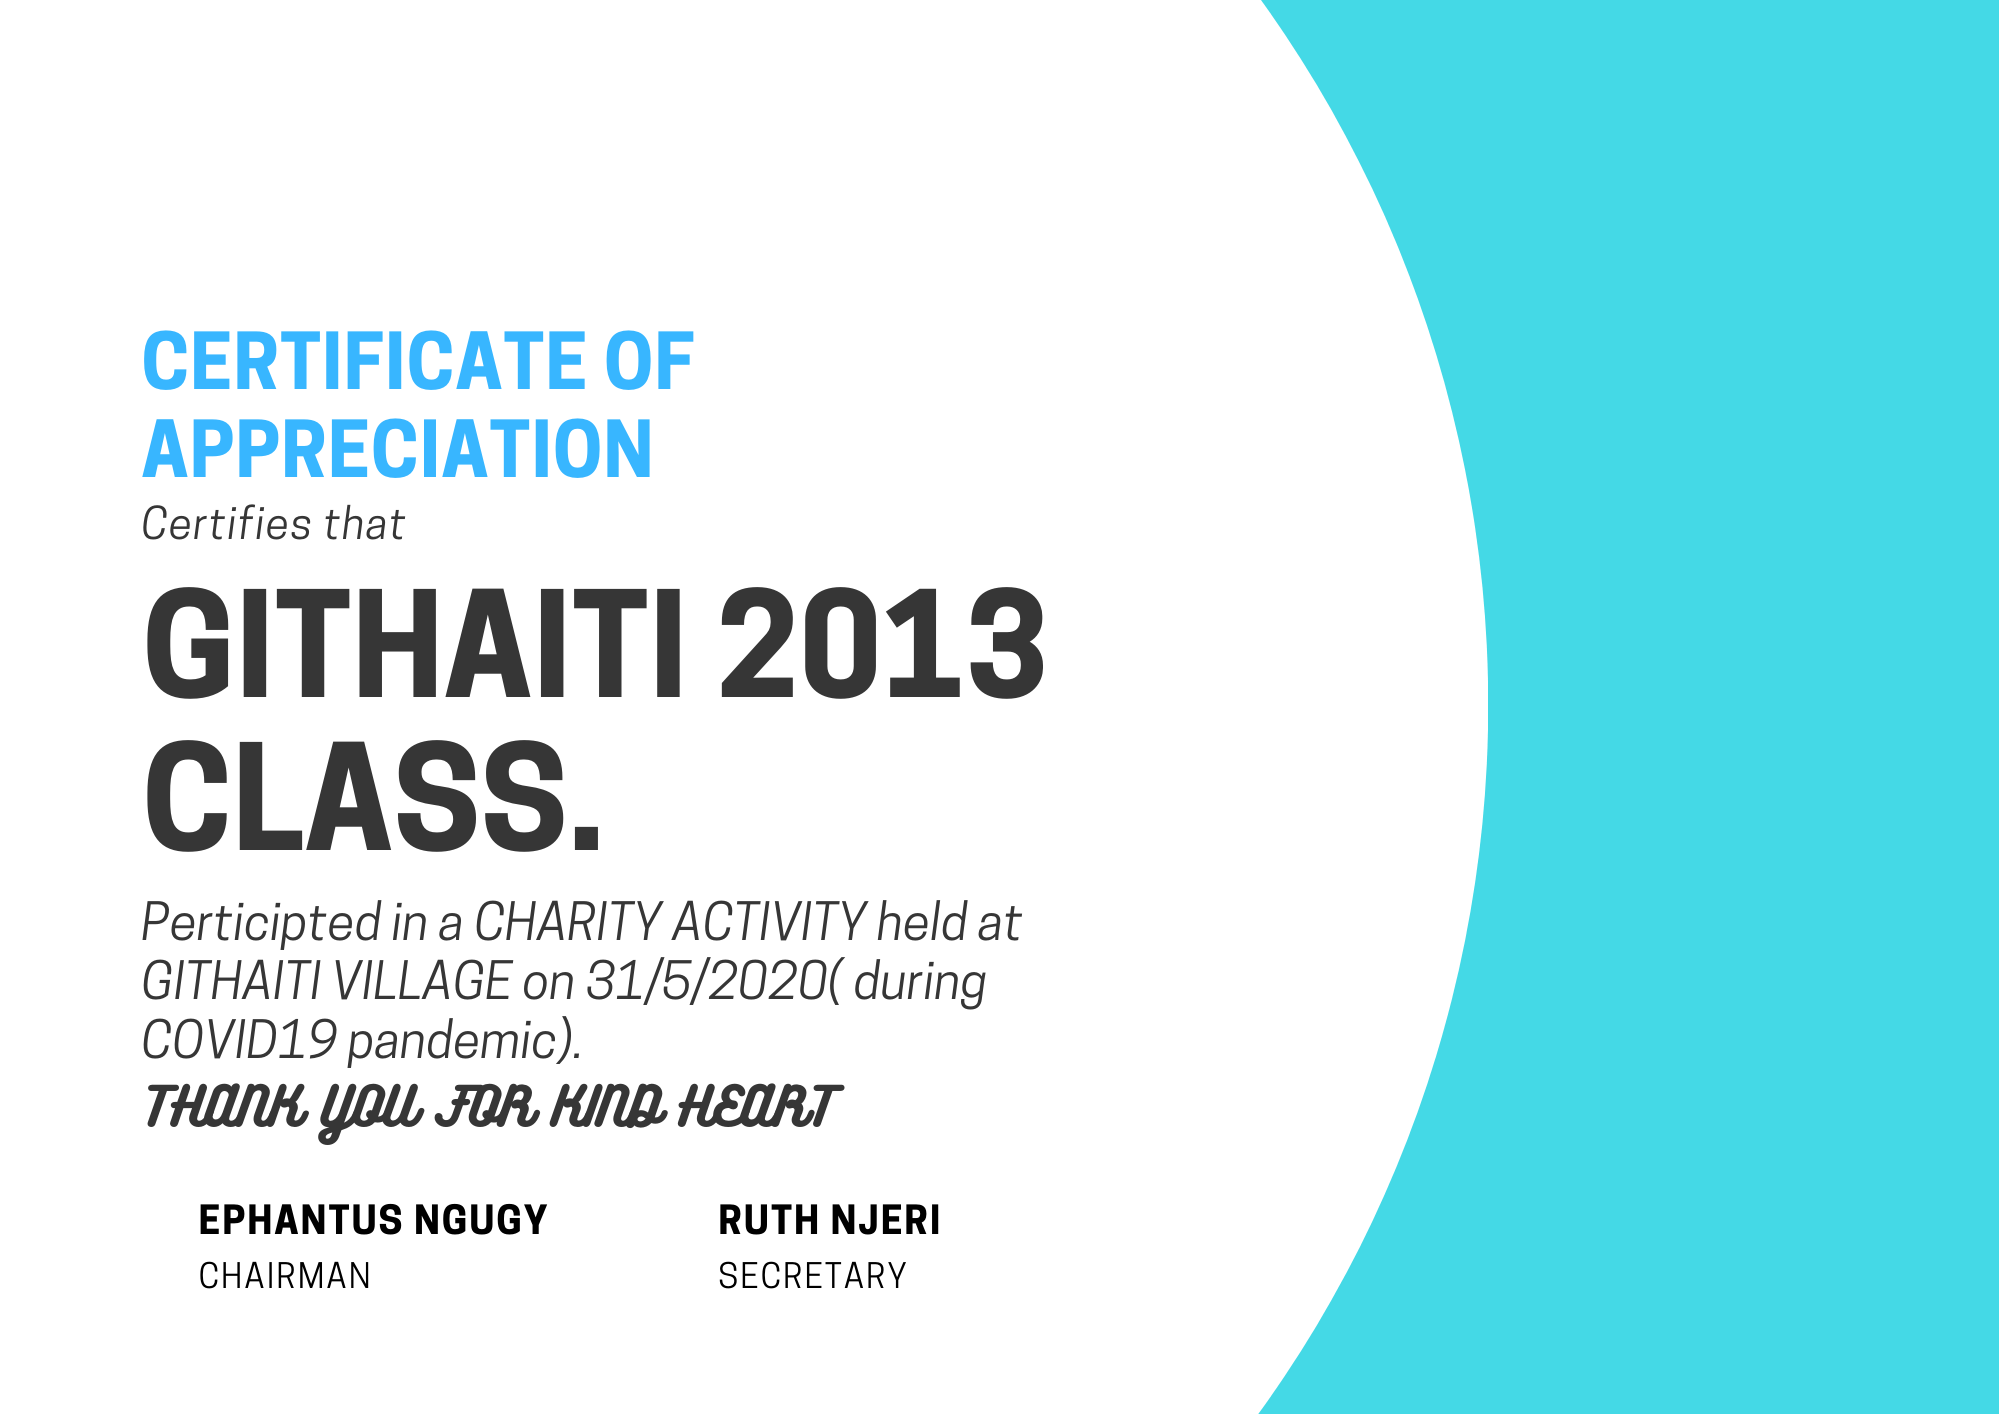 CERTIFICATE OF
APPRECIATION
Certifies that
GITHAITI 2013
CLASS.
Perticipted in a CHARITY ACTIVITY held at
GITHAITI VILLAGE on 31/5/2020( during
COVID19 pandemic).
THANK YOU FOR KIND HEART
EPHANTUS NGUGY
CHAIRMAN
RUTH NJERI
SECRETARY